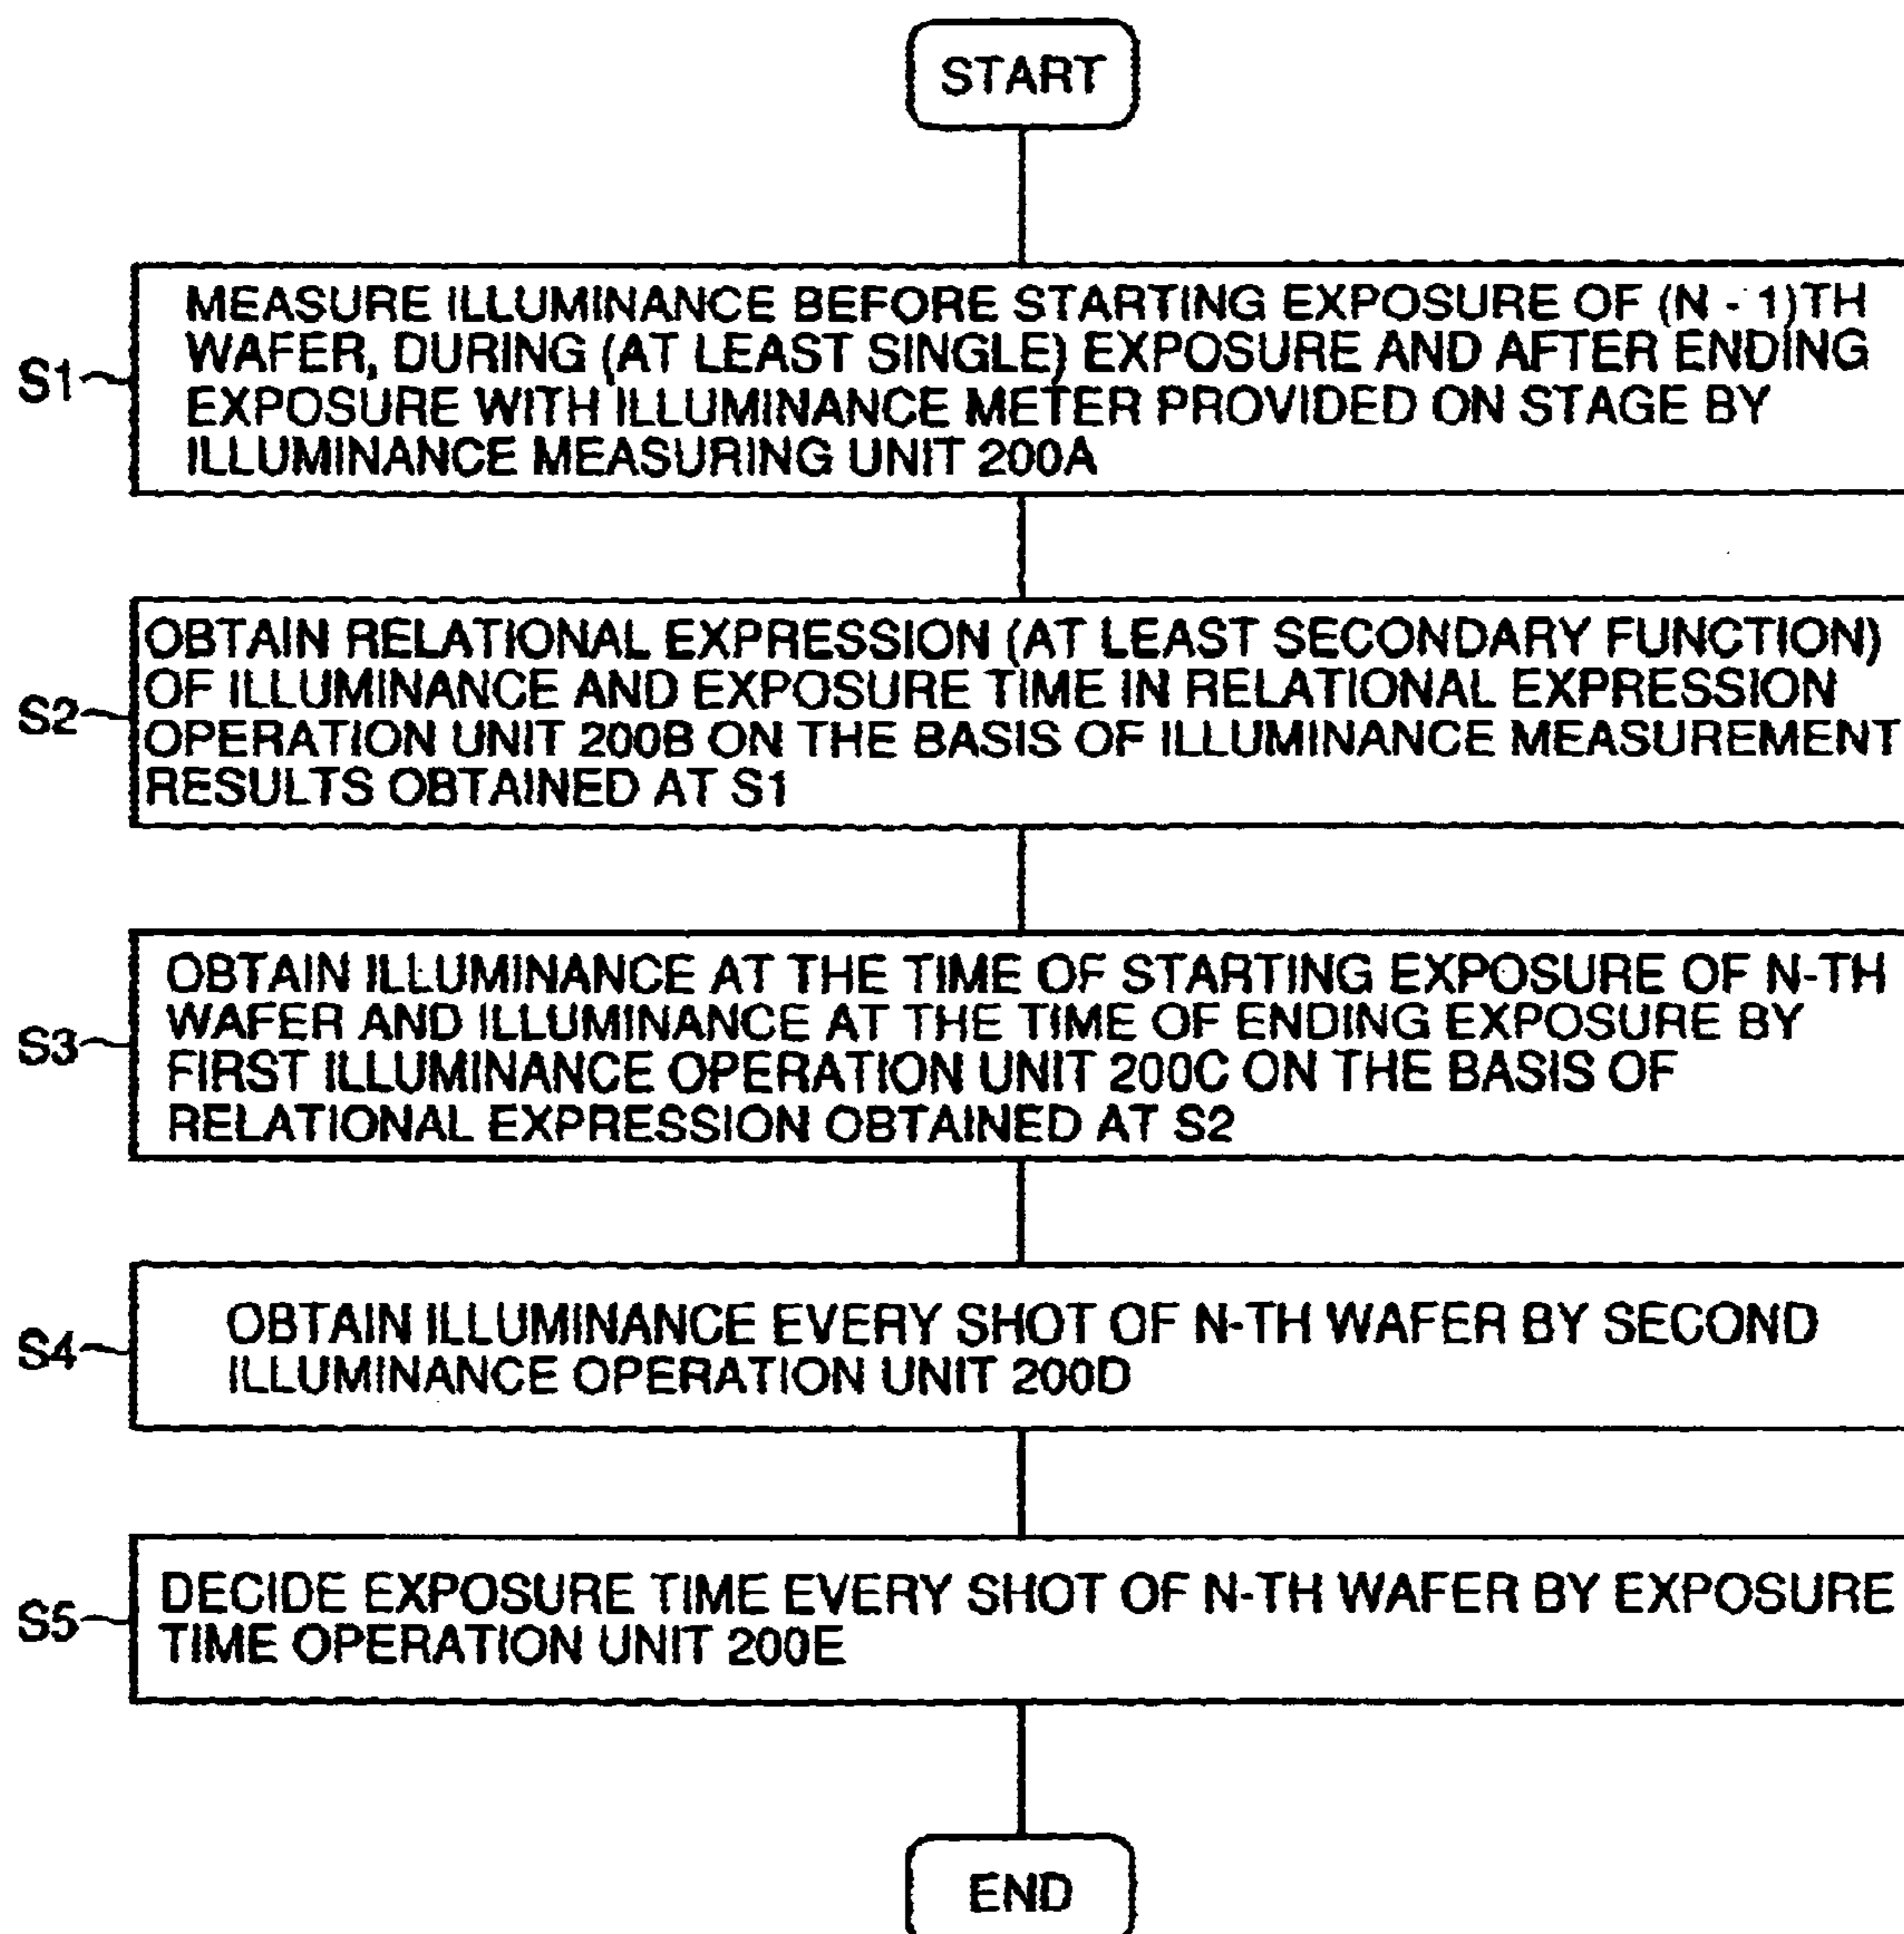 START
S1
MEASURE ILLUMINANCE BEFORE STARTING EXPOSURE OF (N - 1)TH
WAFER, DURING (AT LEAST SINGLE) EXPOSURE AND AFTER ENDING
EXPOSURE WITH ILLUMINANCE METER PROVIDED ON STAGE BY
ILLUMINANCE MEASURING UNIT 200A
S2
OBTAIN RELATIONAL EXPRESSION (AT LEAST SECONDARY FUNCTION)
OF ILLUMINANCE AND EXPOSURE TIME IN RELATIONAL EXPRESSION
OPERATION UNIT 200B ON THE BASIS OF ILLUMINANCE MEASUREMENT
RESULTS OBTAINED AT S1
S3
OBTAIN ILLUMINANCE AT THE TIME OF STARTING EXPOSURE OF N-TH
WAFER AND ILLUMINANCE AT THE TIME OF ENDING EXPOSURE BY
FIRST ILLUMINANCE OPERATION UNIT 200C ON THE BASIS OF
RELATIONAL EXPRESSION OBTAINED AT S2
S4
OBTAIN ILLUMINANCE EVERY SHOT OF N-TH WAFER BY SECOND
ILLUMINANCE OPERATION UNIT 200D
S5
DECIDE EXPOSURE TIME EVERY SHOT OF N-TH WAFER BY EXPOSURE
TIME OPERATION UNIT 200E
END